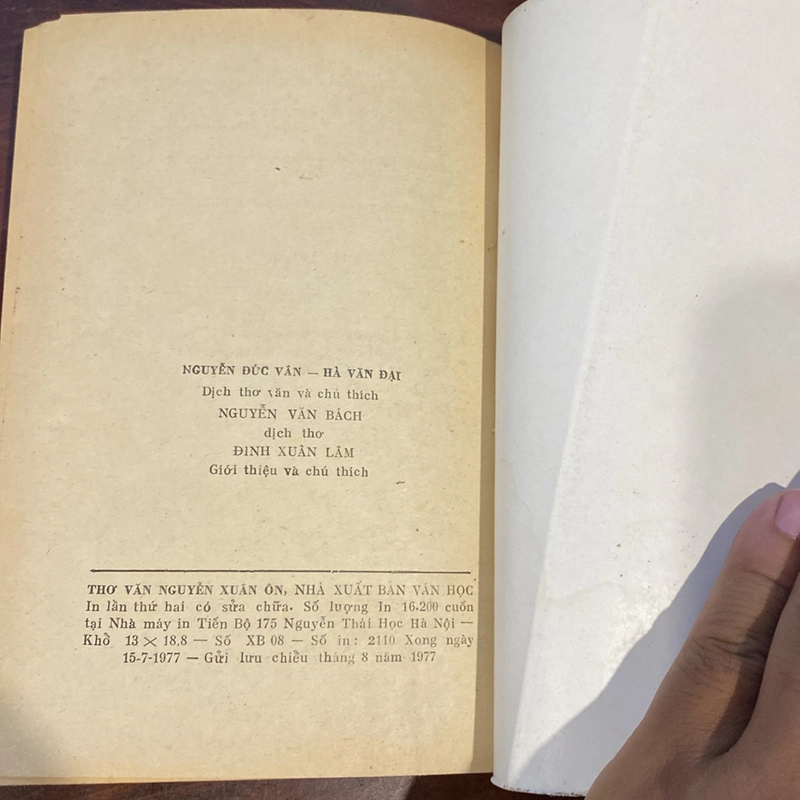 NGUYỄN ĐỨC VÂN — HÀ VĂN ĐẠI
Dịch thơ văn và chú thích
NGUYỄN VĂN BÁCH
dịch thơ
ĐINH XUÂN LÂM
Giới thiệu và chú thích
THƠ VĂN NGUYỄN XUÂN ÔN, NHÀ XUẤT BẢN VĂN HỌC
In lần thứ hai có sửa chữa. Số lượng In 16.200 cuốn
tại Nhà máy in Tiến Bộ 175 Nguyễn Thái Học Hà Nội —
Khổ 13 × 18,8 — Số XB 08 — Số in: 2110 Xong ngày
15-7-1977 — Gửi lưu chiểu tháng 8 năm 1977